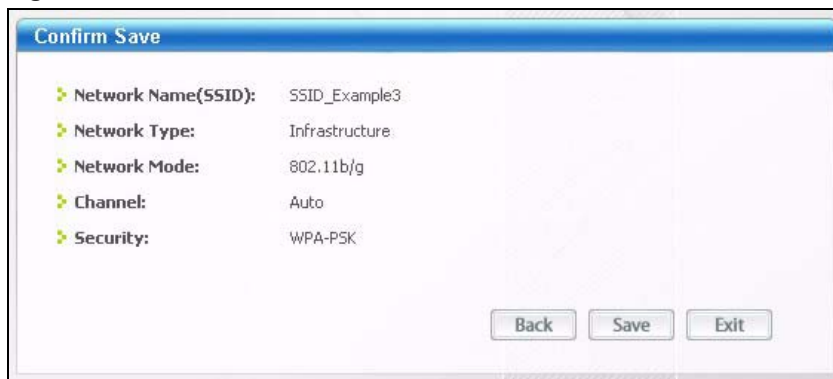 Confirm Save
Network Name(SSID): SSID_Example3
Network Type: Infrastructure
Network Mode: 802.11b/g
Channel: Auto
Security: WPA-PSK
Back Save Exit